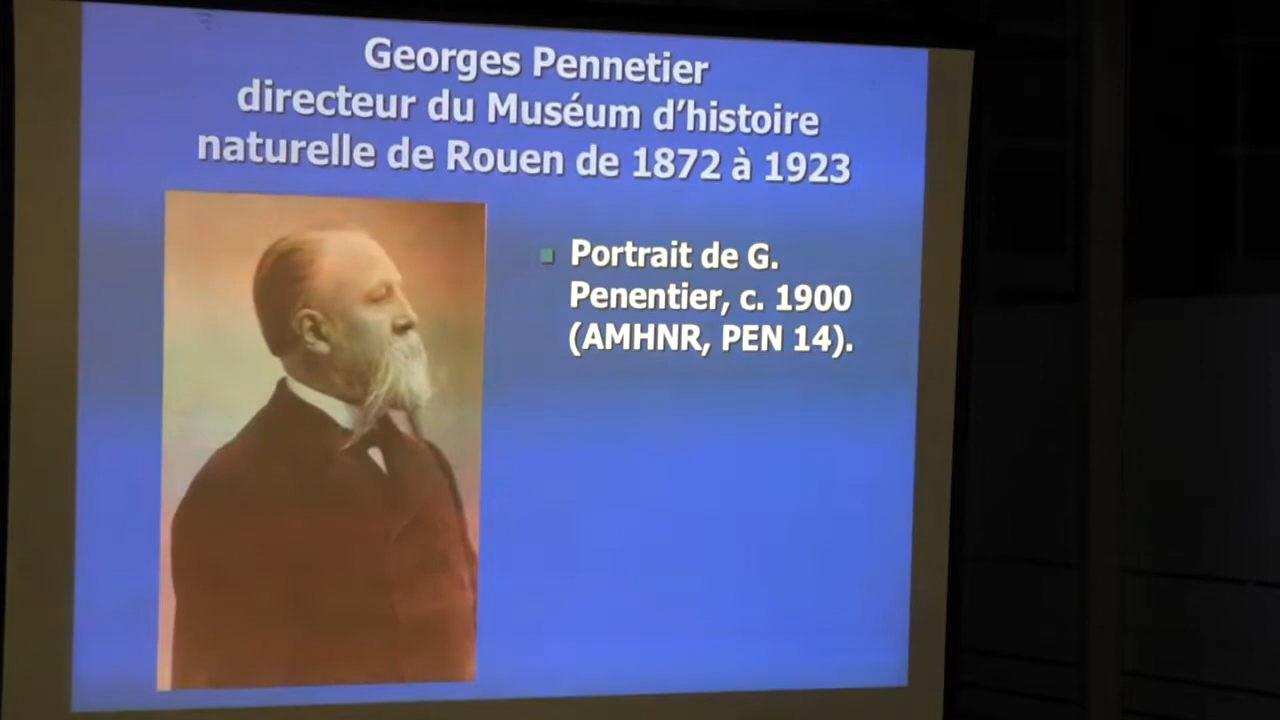 Georges Pennetier
directeur du Muséum d’histoire
naturelle de Rouen de 1872 à 1923
Portrait de G.
Penentier, c. 1900
(AMHNR, PEN 14).